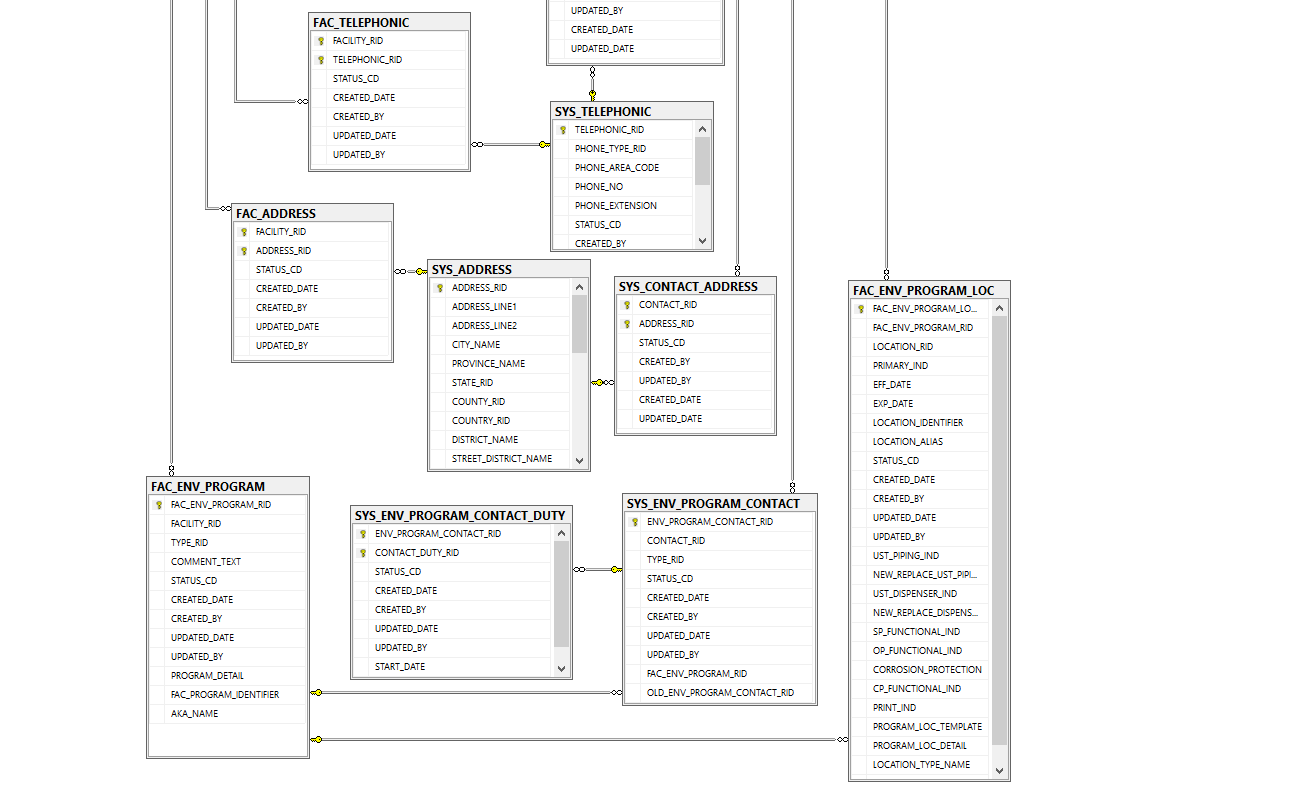 FAC_TELEPHONIC
FACILITY_RID
TELEPHONIC_RID
STATUS_CD
CREATED_DATE
CREATED_BY
UPDATED_DATE
UPDATED_BY
UPDATED_BY
CREATED_DATE
UPDATED_DATE
SYS_TELEPHONIC
TELEPHONIC_RID
PHONE_TYPE_RID
PHONE_AREA_CODE
PHONE_NO
PHONE_EXTENSION
STATUS_CD
CREATED_BY
FAC_ADDRESS
FACILITY_RID
ADDRESS_RID
STATUS_CD
CREATED_DATE
CREATED_BY
UPDATED_DATE
UPDATED_BY
SYS_ADDRESS
ADDRESS_RID
ADDRESS_LINE1
ADDRESS_LINE2
CITY_NAME
PROVINCE_NAME
STATE_RID
COUNTY_RID
COUNTRY_RID
DISTRICT_NAME
STREET_DISTRICT_NAME
SYS_CONTACT_ADDRESS
CONTACT_RID
ADDRESS_RID
STATUS_CD
CREATED_BY
UPDATED_BY
CREATED_DATE
UPDATED_DATE
FAC_ENV_PROGRAM_LOC
FAC_ENV_PROGRAM_LO...
FAC_ENV_PROGRAM_RID
LOCATION_RID
PRIMARY_IND
EFF_DATE
EXP_DATE
LOCATION_IDENTIFIER
LOCATION_ALIAS
STATUS_CD
CREATED_DATE
CREATED_BY
UPDATED_DATE
UPDATED_BY
UST_PIPING_IND
NEW_REPLACE_UST_PIPI...
UST_DISPENSER_IND
NEW_REPLACE_DISPENS...
SP_FUNCTIONAL_IND
OP_FUNCTIONAL_IND
CORROSION_PROTECTION
CP_FUNCTIONAL_IND
PRINT_IND
PROGRAM_LOC_TEMPLATE
PROGRAM_LOC_DETAIL
LOCATION_TYPE_NAME
FAC_ENV_PROGRAM
FAC_ENV_PROGRAM_RID
FACILITY_RID
TYPE_RID
COMMENT_TEXT
STATUS_CD
CREATED_DATE
CREATED_BY
UPDATED_DATE
UPDATED_BY
PROGRAM_DETAIL
FAC_PROGRAM_IDENTIFIER
AKA_NAME
SYS_ENV_PROGRAM_CONTACT_DUTY
ENV_PROGRAM_CONTACT_RID
CONTACT_DUTY_RID
STATUS_CD
CREATED_DATE
CREATED_BY
UPDATED_DATE
UPDATED_BY
START_DATE
SYS_ENV_PROGRAM_CONTACT
ENV_PROGRAM_CONTACT_RID
CONTACT_RID
TYPE_RID
STATUS_CD
CREATED_DATE
CREATED_BY
UPDATED_DATE
UPDATED_BY
FAC_ENV_PROGRAM_RID
OLD_ENV_PROGRAM_CONTACT_RID